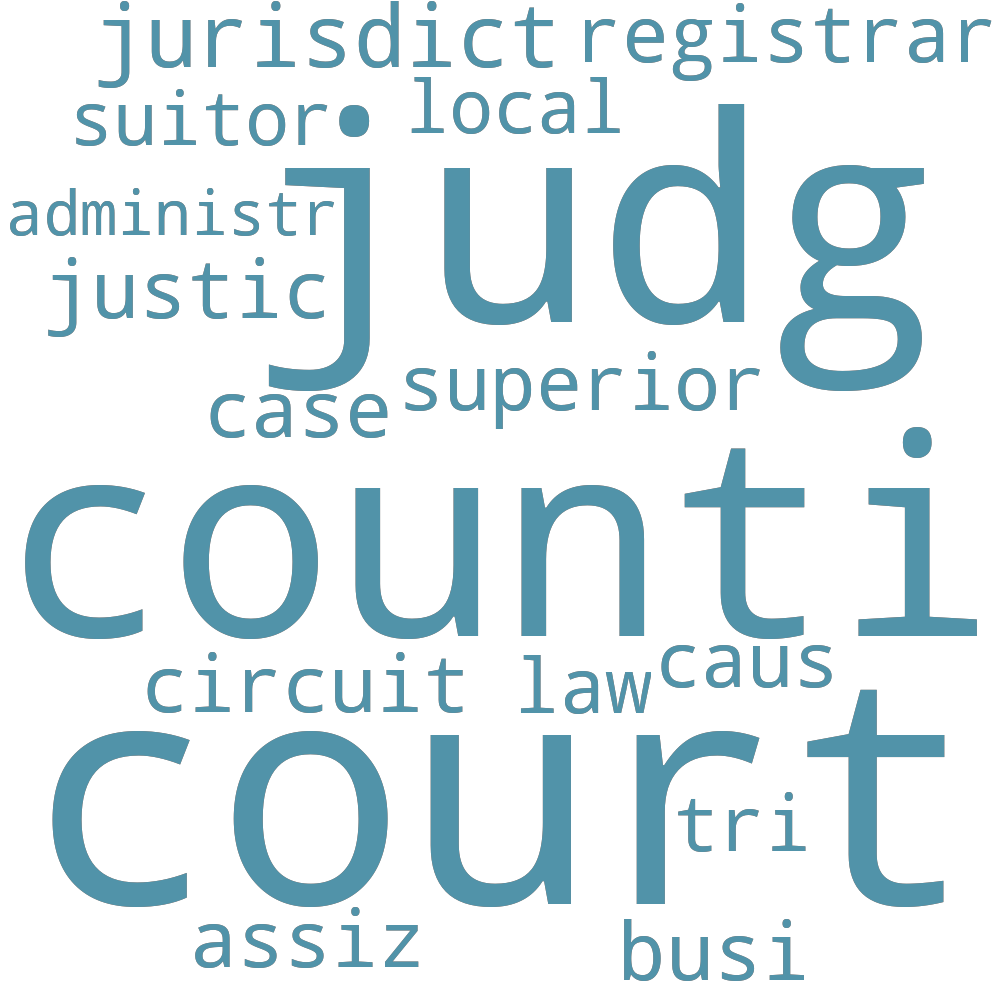 jurisdict registrar
suitor local
judg
administr
justic
superior
case
counti
circuit law caus
court
tri
assiz busi